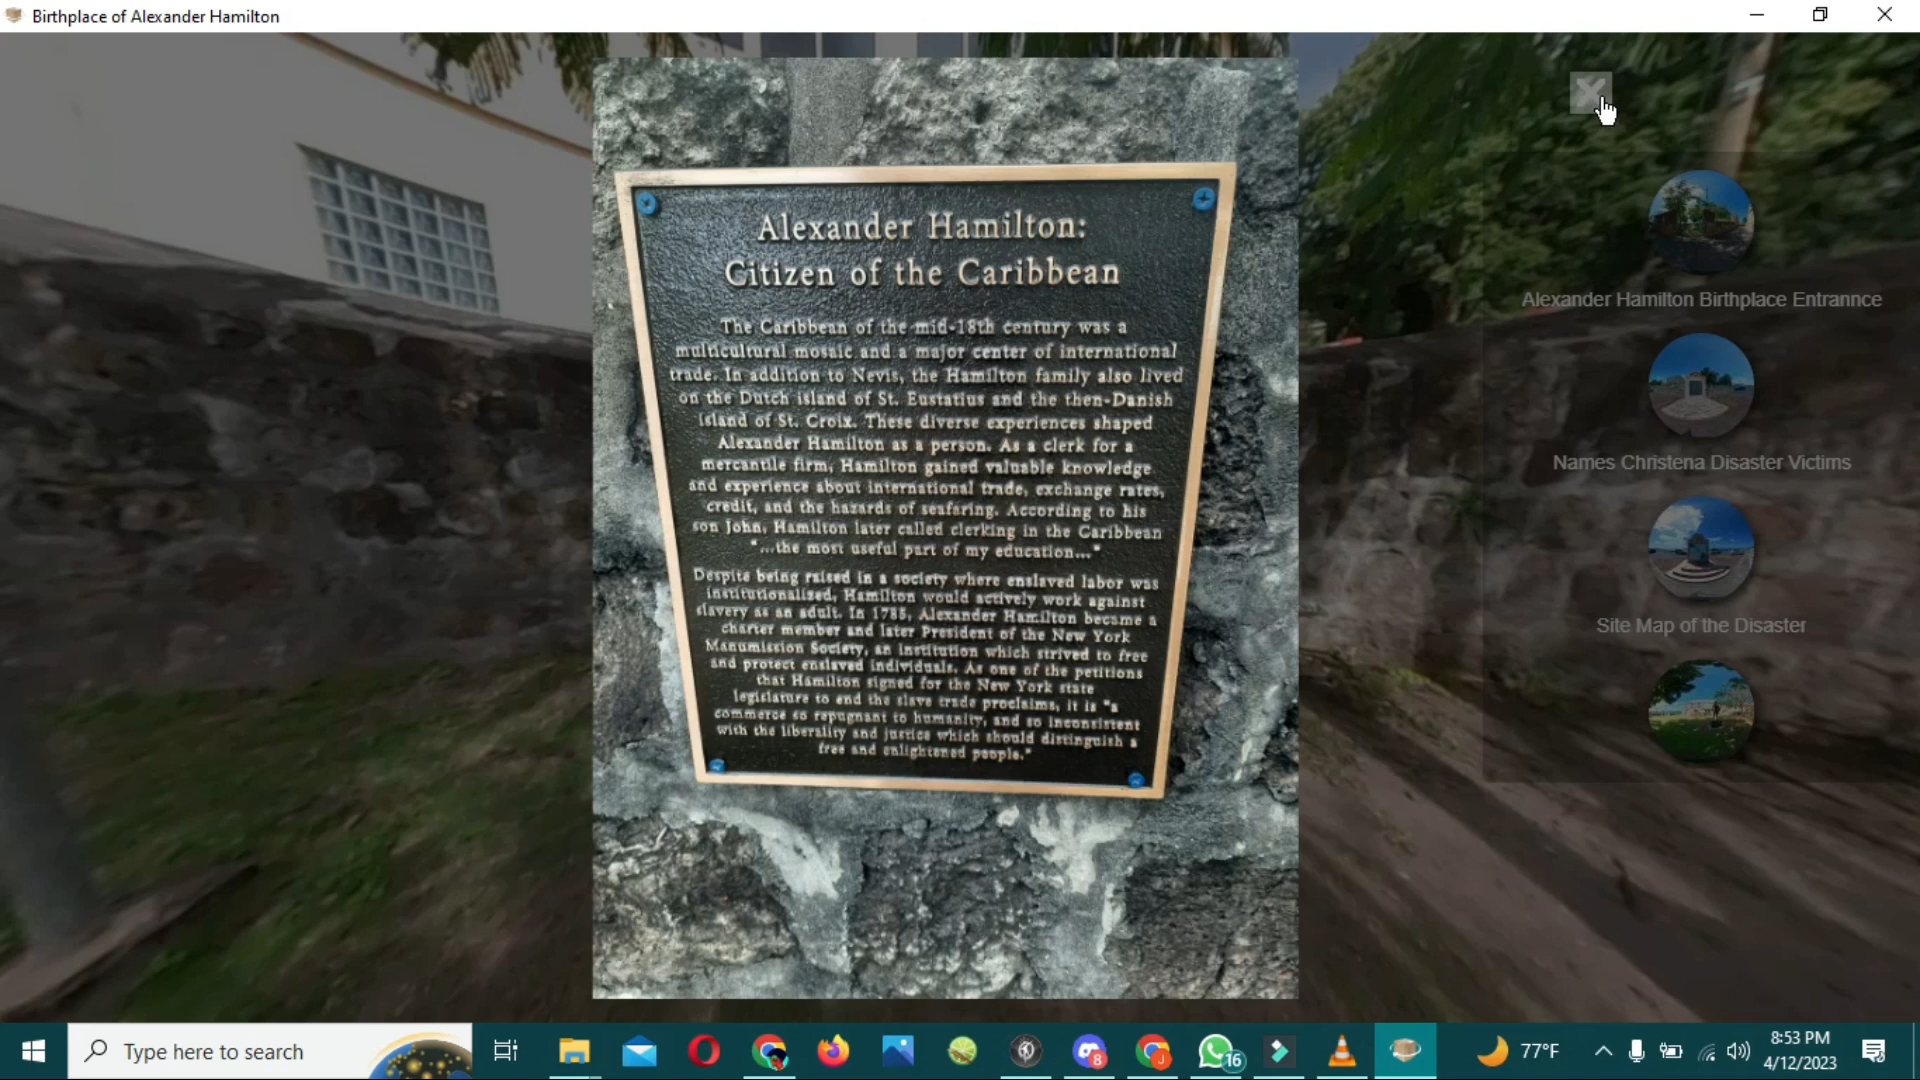 Birthplace of Alexander Hamilton
Alexander Hamilton:
Citizen of the Caribbean
The Caribbean of the mid-18th century was a
multicultural mosaic and a major center of international
trade. In addition to Nevis, the Hamilton family also lived
on the Dutch island of St. Eustatius and the then-Danish
island of St. Croix. These diverse experiences shaped
Alexander Hamilton as a person. As a clerk for a
mercantile firm, Hamilton gained valuable knowledge
and experience about international trade, exchange rates,
credit, and the hazards of seafaring. According to his
son John, Hamilton later called clerking in the Caribbean
"...the most useful part of my education..."
Despite being raised in a society where enslaved labor was
institutionalized, Hamilton would actively work against
slavery as an adult. In 1785, Alexander Hamilton became a
charter member and later President of the New York
Manumission Society, an institution which strived to free
and protect enslaved individuals. As one of the petitions
that Hamilton signed for the New York state
legislature to end the slave trade proclaims, it is "a
commerce so repugnant to humanity, and so inconsistent
with the liberality and justice which should distinguish a
free and enlightened people."
Alexander Hamilton Birthplace Entrannce
Names Christena Disaster Victims
Site Map of the Disaster
Type here to search
8
J
16
77°F
8:53 PM
4/12/2023